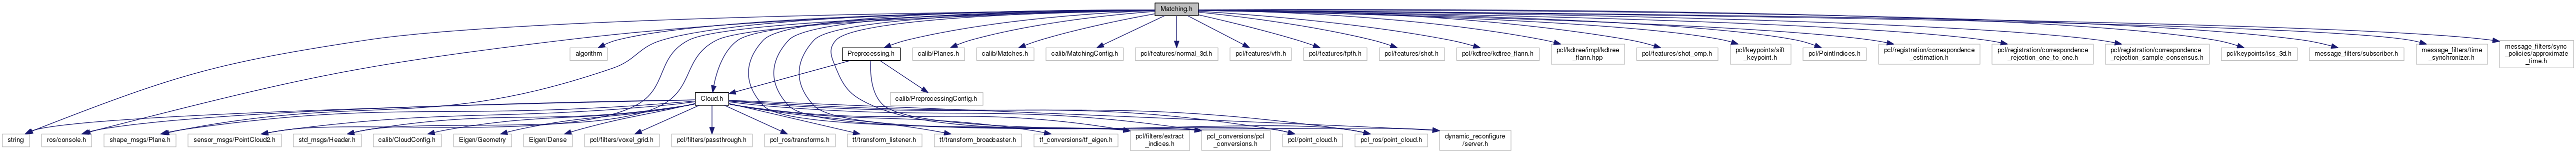 Matching.h
algorithm
Preprocessing.h
calib/Planes.h
calib/Matches.h
calib/MatchingConfig.h
pcl/features/normal_3d.h
pcl/features/vfh.h
pcl/features/fpfh.h
pcl/features/shot.h
pcl/kdtree/kdtree_flann.h
pcl/kdtree/impl/kdtree
_flann.hpp
pcl/features/shot_omp.h
pcl/keypoints/sift
_keypoint.h
pcl/PointIndices.h
pcl/registration/correspondence
_estimation.h
pcl/registration/correspondence
_rejection_one_to_one.h
pcl/registration/correspondence
_rejection_sample_consensus.h
pcl/keypoints/iss_3d.h
message_filters/subscriber.h
message_filters/time
_synchronizer.h
message_filters/sync
_policies/approximate
_time.h
Cloud.h
calib/PreprocessingConfig.h
string
ros/console.h
shape_msgs/Plane.h
sensor_msgs/PointCloud2.h
std_msgs/Header.h
calib/CloudConfig.h
Eigen/Geometry
Eigen/Dense
pcl/filters/voxel_grid.h
pcl/filters/passthrough.h
pcl_ros/transforms.h
tf/transform_listener.h
tf/transform_broadcaster.h
tf_conversions/tf_eigen.h
pcl/filters/extract
_indices.h
pcl_conversions/pcl
_conversions.h
pcl/point_cloud.h
pcl_ros/point_cloud.h
dynamic_reconfigure
/server.h